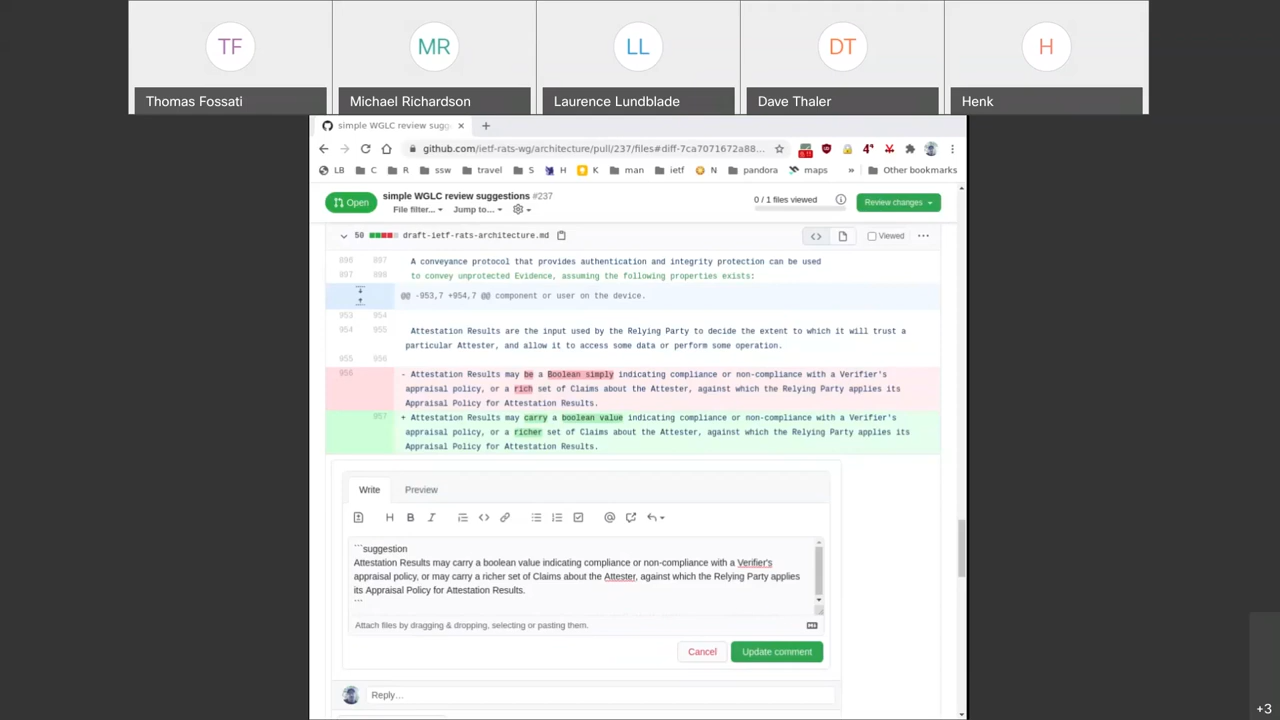 TF
MR
LL
DT
H
Thomas Fossati
Michael Richardson
Laurence Lundblade
Dave Thaler
Henk
simple WGLC review sugg
github.com/ietf-rats-wg/architecture/pull/237/files#diff-7ca7071672a88...
LB C R ssw travel S H K man ietf N pandora maps » Other bookmarks
Open
simple WGLC review suggestions #237
File filter... Jump to...
0 / 1 files viewed
Review changes
50 draft-ietf-rats-architecture.md
Viewed
896 897 A conveyance protocol that provides authentication and integrity protection can be used
897 898 to convey unprotected Evidence, assuming the following properties exists:
@@ -953,7 +954,7 @@ component or user on the device.
953 954
954 955 Attestation Results are the input used by the Relying Party to decide the extent to which it will trust a
particular Attester, and allow it to access some data or perform some operation.
955 956
956 - Attestation Results may be a Boolean simply indicating compliance or non-compliance with a Verifier's
appraisal policy, or a rich set of Claims about the Attester, against which the Relying Party applies its
Appraisal Policy for Attestation Results.
957 + Attestation Results may carry a boolean value indicating compliance or non-compliance with a Verifier's
appraisal policy, or a richer set of Claims about the Attester, against which the Relying Party applies its
Appraisal Policy for Attestation Results.
Write Preview
H B I
```suggestion
Attestation Results may carry a boolean value indicating compliance or non-compliance with a Verifier's
appraisal policy, or may carry a richer set of Claims about the Attester, against which the Relying Party applies
its Appraisal Policy for Attestation Results.
```
Attach files by dragging & dropping, selecting or pasting them.
Cancel
Update comment
Reply...
+3